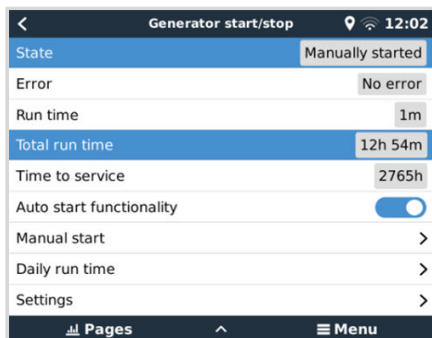 Generator start/stop 12:02
State Manually started
Error No error
Run time 1m
Total run time 12h 54m
Time to service 2765h
Auto start functionality
Manual start
Daily run time
Settings
Pages Menu